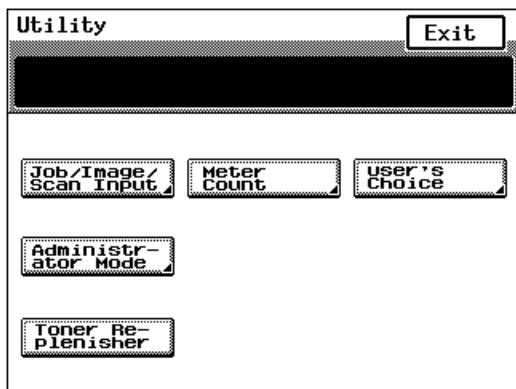 Utility
Exit
Job/Image/
Scan Input
Meter
Count
User's
Choice
Administr-
ator Mode
Toner Re-
plenisher